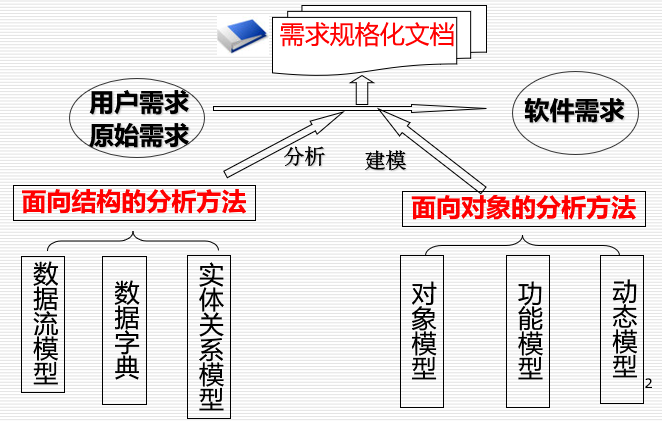 需求规格化文档
用户需求
原始需求
软件需求
分析
建模
面向结构的分析方法
面向对象的分析方法
数据流模型
数据字典
实体关系模型
对象模型
功能模型
动态模型
2